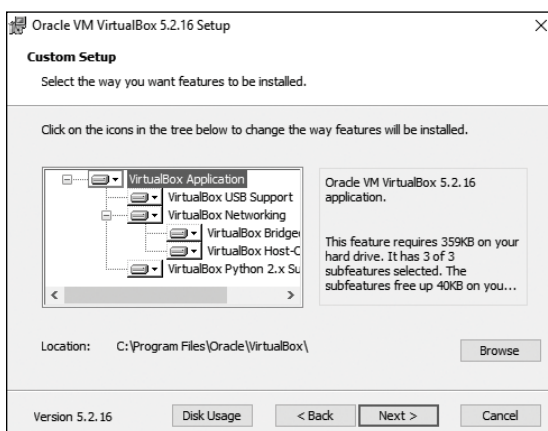 Oracle VM VirtualBox 5.2.16 Setup
Custom Setup
Select the way you want features to be installed.
Click on the icons in the tree below to change the way features will be installed.
VirtualBox Application
VirtualBox USB Support
VirtualBox Networking
VirtualBox Bridge
VirtualBox Host-C
VirtualBox Python 2.x Su
Oracle VM VirtualBox 5.2.16
application.
This feature requires 359KB on your
hard drive. It has 3 of 3
subfeatures selected. The
subfeatures free up 40KB on you...
Location: C:\Program Files\Oracle\VirtualBox\
Browse
Version 5.2.16 Disk Usage < Back Next > Cancel